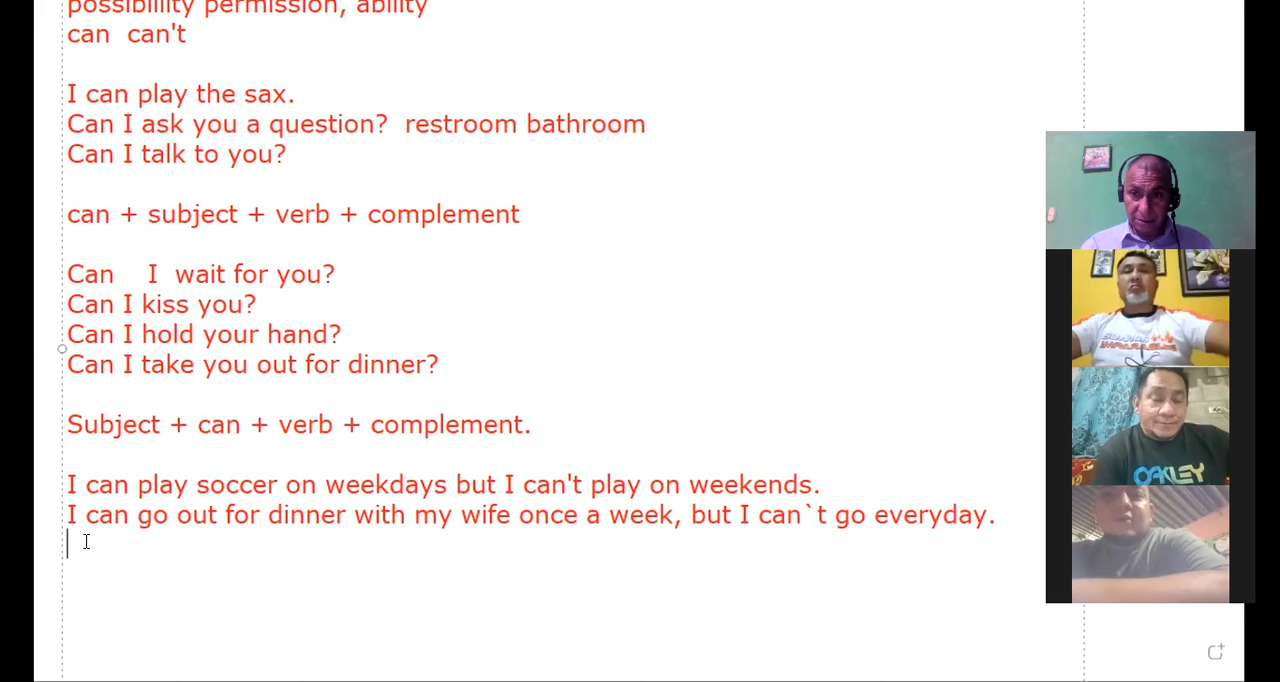 possibility permission, ability
can can't
I can play the sax.
Can I ask you a question? restroom bathroom
Can I talk to you?
can + subject + verb + complement
Can I wait for you?
Can I kiss you?
Can I hold your hand?
Can I take you out for dinner?
Subject + can + verb + complement.
I can play soccer on weekdays but I can't play on weekends.
I can go out for dinner with my wife once a week, but I can`t go everyday.
OAKLEY